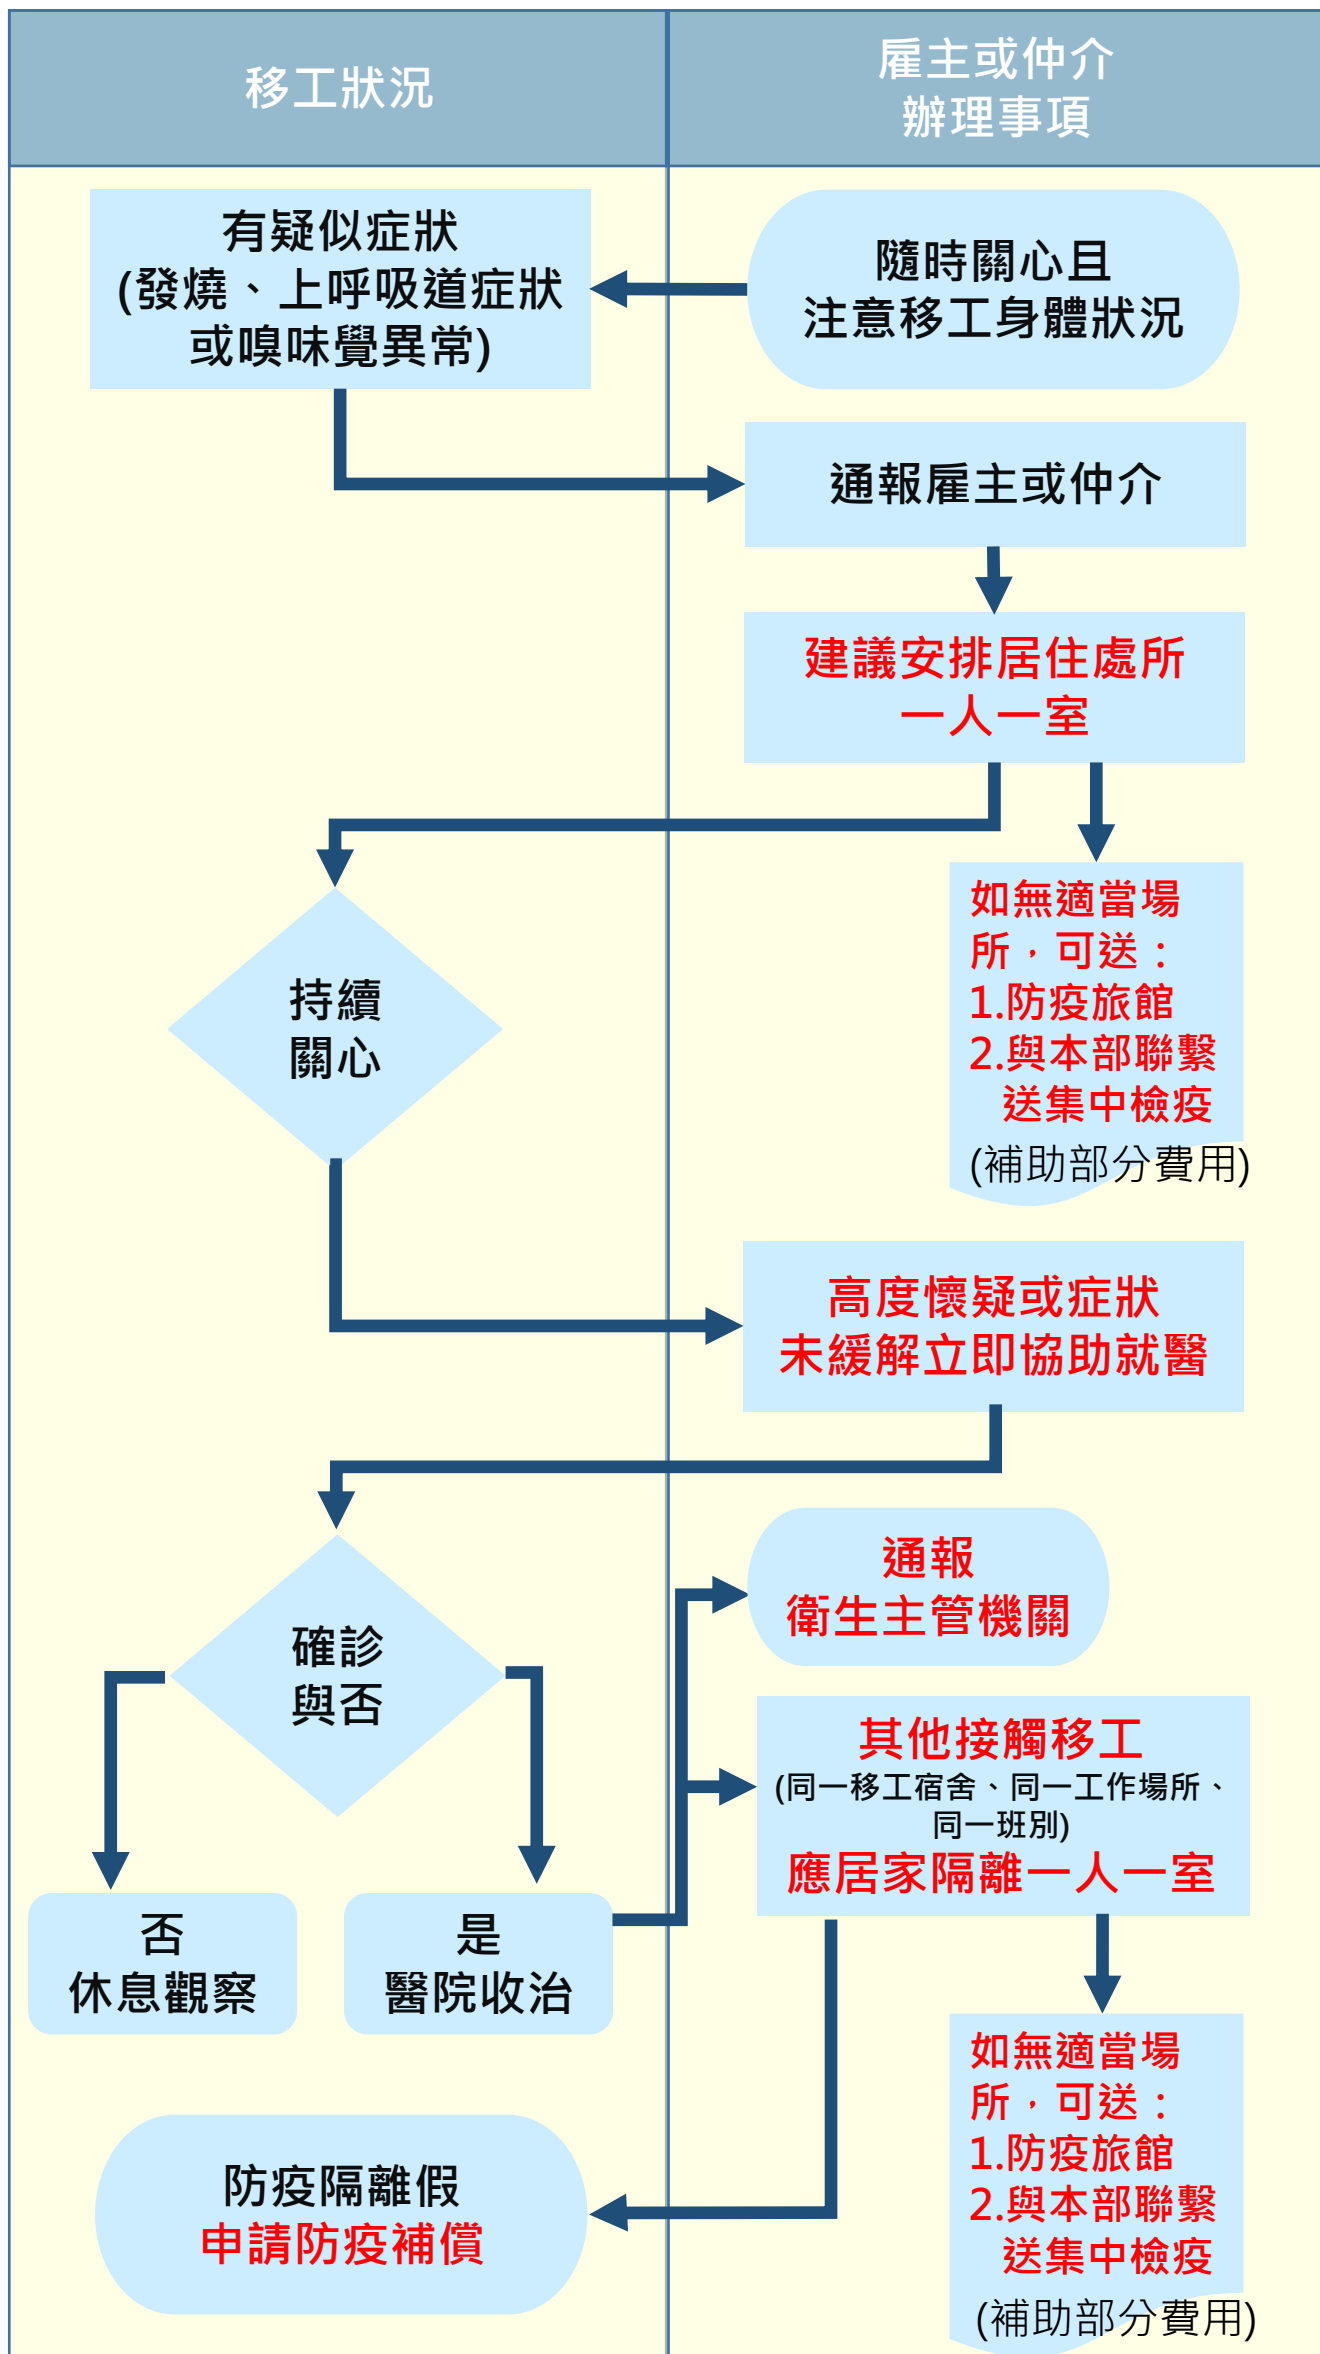 移工狀況
雇主或仲介
辦理事項
隨時關心且
注意移工身體狀況
有疑似症狀
(發燒、上呼吸道症狀
或嗅味覺異常)
通報雇主或仲介
建議安排居住處所
一人一室
如無適當場
所，可送：
1.防疫旅館
2.與本部聯繫
送集中檢疫
(補助部分費用)
持續
關心
高度懷疑或症狀
未緩解立即協助就醫
確診
與否
否
休息觀察
是
醫院收治
通報
衛生主管機關
其他接觸移工
(同一移工宿舍、同一工作場所、
同一班別)
應居家隔離一人一室
如無適當場
所，可送：
1.防疫旅館
2.與本部聯繫
送集中檢疫
(補助部分費用)
防疫隔離假
申請防疫補償